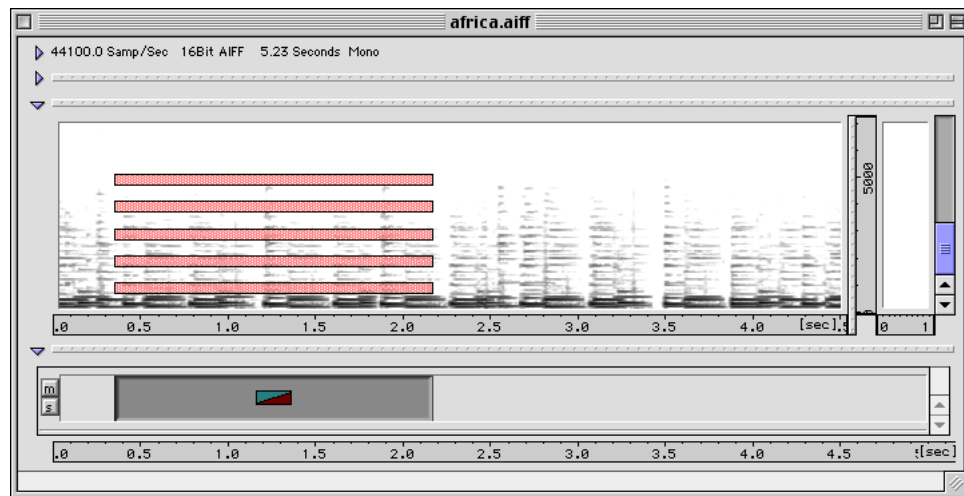 africa.aiff
44100.0 Samp/Sec 16Bit AIFF 5.23 Seconds Mono
5000
.0 0.5 1.0 1.5 2.0 2.5 3.0 3.5 4.0 [sec]
0 1
m
s
.0 0.5 1.0 1.5 2.0 2.5 3.0 3.5 4.0 4.5 [sec]